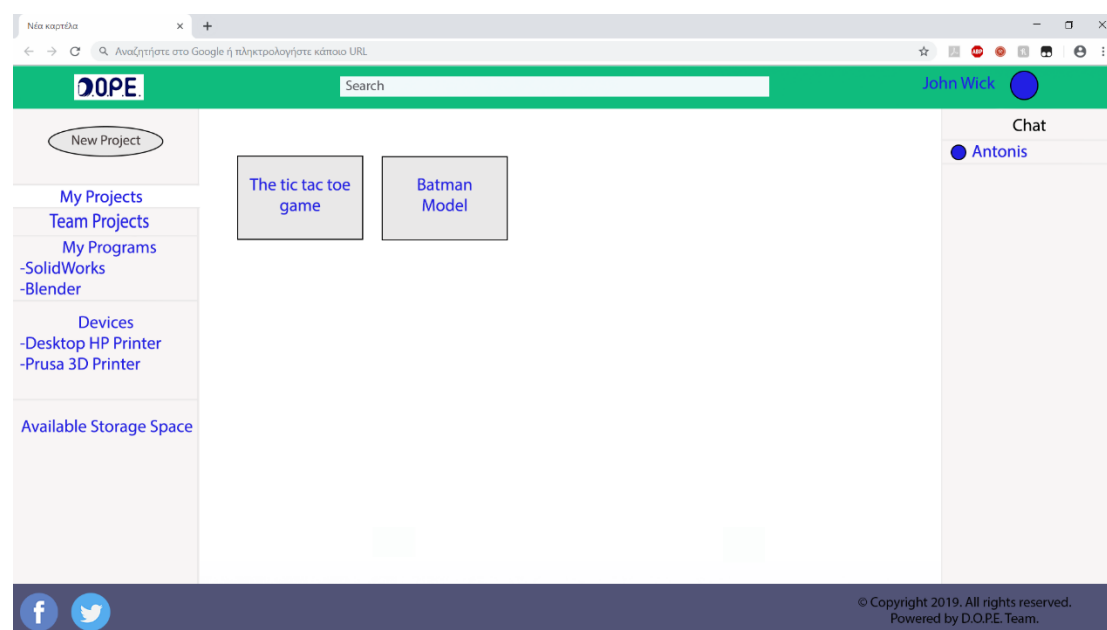 Νέα καρτέλα
Αναζητήστε στο Google ή πληκτρολογήστε κάποιο URL
ABP
D.O.P.E.
Search
John Wick
New Project
My Projects
Team Projects
My Programs
-SolidWorks
-Blender
Devices
-Desktop HP Printer
-Prusa 3D Printer
Available Storage Space
The tic tac toe
game
Batman
Model
Chat
Antonis
© Copyright 2019. All rights reserved.
Powered by D.O.P.E. Team.